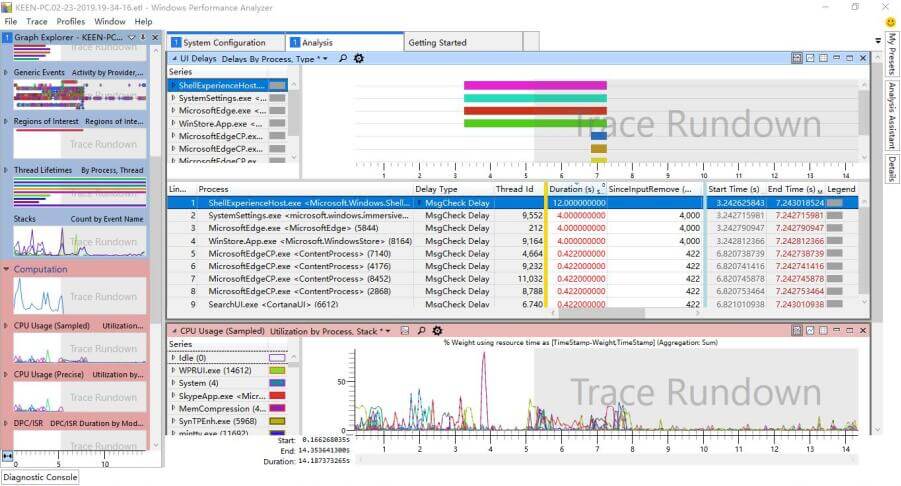 KEEN-PC.02-23-2019.19-34-16.etl - Windows Performance Analyzer
File Trace Profiles Window Help
1 Graph Explorer - KEEN-PC...
1 System Configuration
1 Analysis
Getting Started
My Presets
Analysis Assistant
Details
Trace Rundown
Generic Events Activity by Provider,...
Trace Rundown
Regions of Interest Regions of Inte...
Trace Rundown
Thread Lifetimes By Process, Thread
Trace Rundown
Stacks Count by Event Name
Trace Rundown
Computation
Trace Rundown
CPU Usage (Sampled) Utilization...
Trace Rundown
CPU Usage (Precise) Utilization by...
Trace Rundown
DPC/ISR DPC/ISR Duration by Mod...
Trace Rundown
0 5 10
Diagnostic Console
UI Delays Delays By Process, Type *
Series
ShellExperienceHost....
SystemSettings.exe <...
MicrosoftEdge.exe <M...
WinStore.App.exe <M...
MicrosoftEdgeCP.exe...
MicrosoftEdgeCP.exe...
MicrosoftEdgeCP.exe...
Trace Rundown
1 2 3 4 5 6 7 8 9 10 11 12 13 14
Lin... Process Delay Type Thread Id Duration (s) SinceInputRemove (... Start Time (s) End Time (s) Legend
1 ShellExperienceHost.exe <Microsoft.Windows.Shell... MsgCheck Delay 12.000000000 3.242625843 7.243018524
2 SystemSettings.exe <microsoft.windows.immersive... MsgCheck Delay 9,552 4.000000000 4,000 3.242715981 7.242715981
3 MicrosoftEdge.exe <MicrosoftEdge> (5844) MsgCheck Delay 212 4.000000000 4,000 3.242790947 7.242790947
4 WinStore.App.exe <Microsoft.WindowsStore> (8164) MsgCheck Delay 9,164 4.000000000 4,000 3.242812366 7.242812366
5 MicrosoftEdgeCP.exe <ContentProcess> (7140) MsgCheck Delay 4,664 0.422000000 422 6.820707238 7.242707238
6 MicrosoftEdgeCP.exe <ContentProcess> (4176) MsgCheck Delay 9,232 0.422000000 422 6.820741416 7.242741416
7 MicrosoftEdgeCP.exe <ContentProcess> (8452) MsgCheck Delay 11,032 0.422000000 422 6.820745878 7.242745878
8 MicrosoftEdgeCP.exe <ContentProcess> (2868) MsgCheck Delay 8,788 0.422000000 422 6.820753464 7.242753464
9 SearchUI.exe <CortanaUI> (6612) MsgCheck Delay 6.740 0.422000000 422 6.821010938 7.243010938
CPU Usage (Sampled) Utilization by Process, Stack *
Series
Idle (0)
WPRUI.exe (14612)
System (4)
SkypeApp.exe <Mic...
MemCompression (4...
SynTPEnh.exe (5968)
mintty.exe (11692)
% Weight using resource time as [TimeStamp-Weight,TimeStamp] (Aggregation: Sum)
50
0
Trace Rundown
Start: 0.166268035s
End: 14.353641300s
Duration: 14.187373265s
1 2 3 4 5 6 7 8 9 10 11 12 13 14